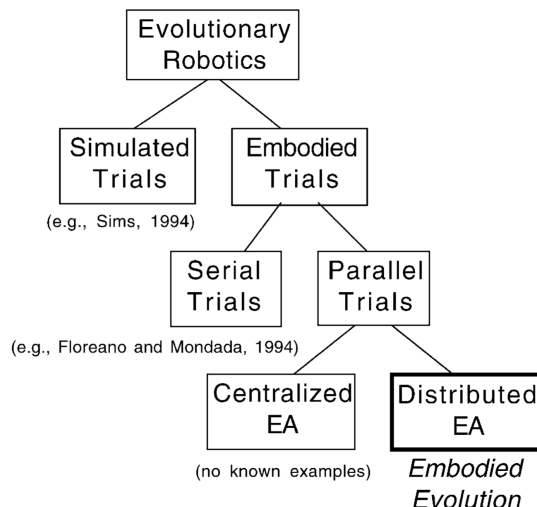 Evolutionary
Robotics
Simulated
Trials
Embodied
Trials
(e.g., Sims, 1994)
Serial
Trials
Parallel
Trials
(e.g., Floreano and Mondada, 1994)
Centralized
EA
Distributed
EA
(no known examples)
Embodied
Evolution